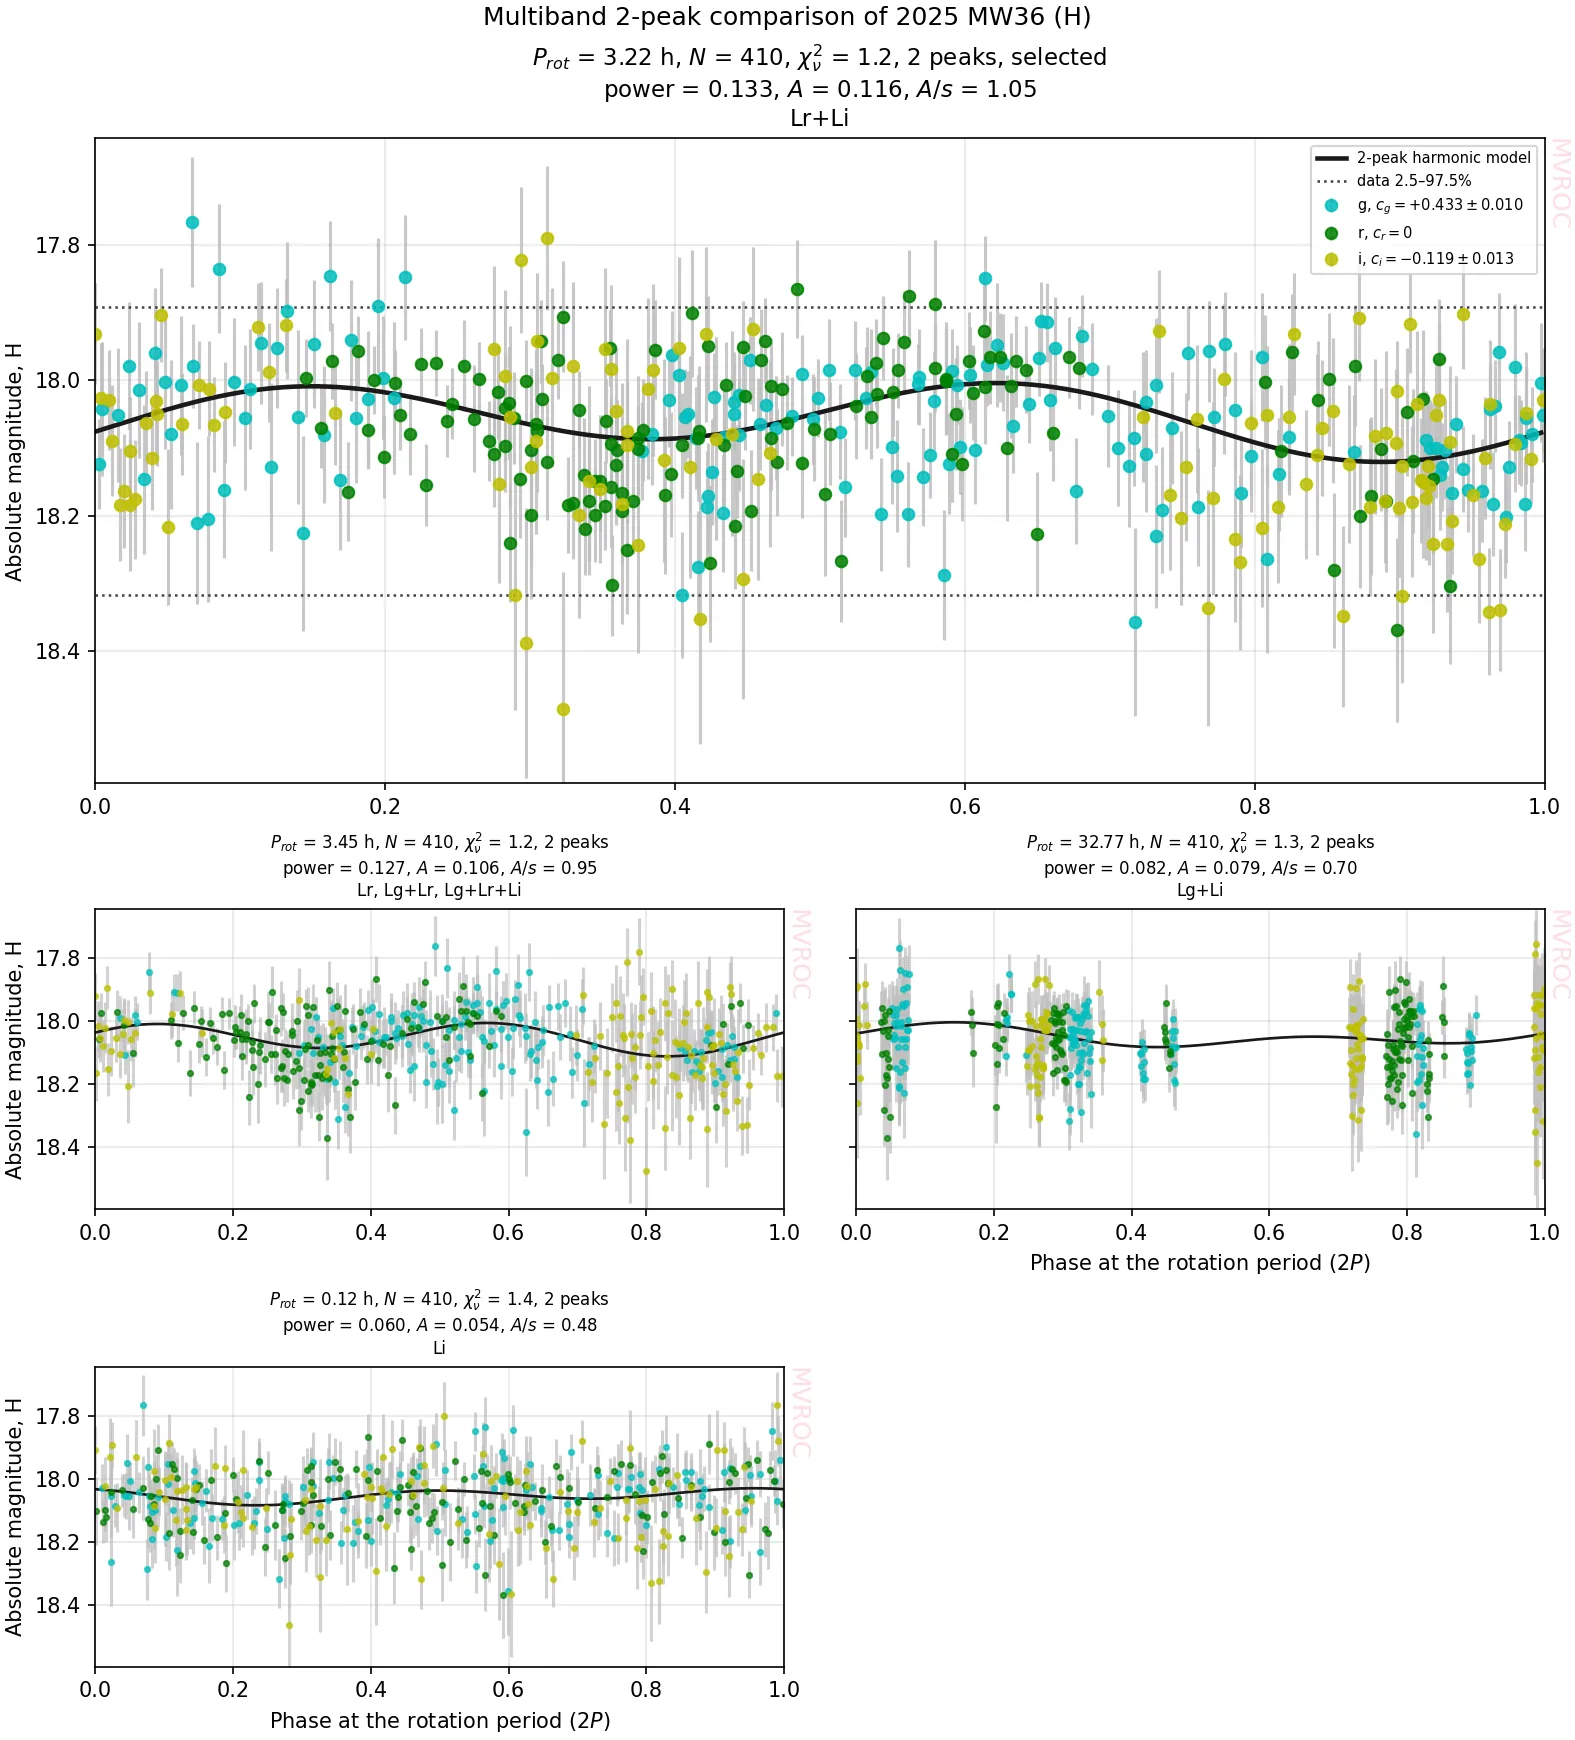 Multiband 2-peak comparison of 2025 MW36 (H)
P_rot = 3.22 h, N = 410, χ²_ν = 1.2, 2 peaks, selected
power = 0.133, A = 0.116, A/s = 1.05
Lr+Li
2-peak harmonic model
data 2.5–97.5%
g, c_g = +0.433 ± 0.010
r, c_r = 0
i, c_i = −0.119 ± 0.013
MVROC
Absolute magnitude, H
17.8
18.0
18.2
18.4
0.0 0.2 0.4 0.6 0.8 1.0
P_rot = 3.45 h, N = 410, χ²_ν = 1.2, 2 peaks
power = 0.127, A = 0.106, A/s = 0.95
Lr, Lg+Lr, Lg+Lr+Li
MVROC
Absolute magnitude, H
17.8
18.0
18.2
18.4
0.0 0.2 0.4 0.6 0.8 1.0
P_rot = 32.77 h, N = 410, χ²_ν = 1.3, 2 peaks
power = 0.082, A = 0.079, A/s = 0.70
Lg+Li
MVROC
0.0 0.2 0.4 0.6 0.8 1.0
Phase at the rotation period (2P)
P_rot = 0.12 h, N = 410, χ²_ν = 1.4, 2 peaks
power = 0.060, A = 0.054, A/s = 0.48
Li
MVROC
Absolute magnitude, H
17.8
18.0
18.2
18.4
0.0 0.2 0.4 0.6 0.8 1.0
Phase at the rotation period (2P)